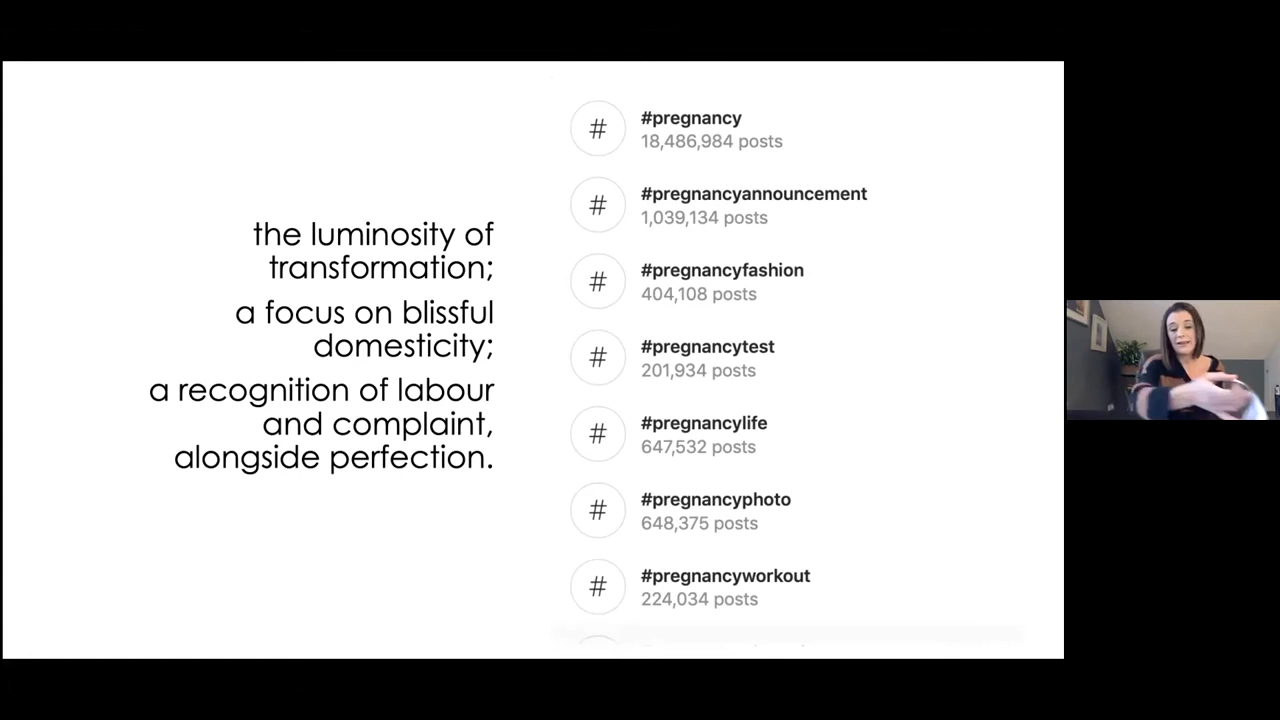 the luminosity of
transformation;
a focus on blissful
domesticity;
a recognition of labour
and complaint,
alongside perfection.
#
#pregnancy
18,486,984 posts
#
#pregnancyannouncement
1,039,134 posts
#
#pregnancyfashion
404,108 posts
#
#pregnancytest
201,934 posts
#
#pregnancylife
647,532 posts
#
#pregnancyphoto
648,375 posts
#
#pregnancyworkout
224,034 posts